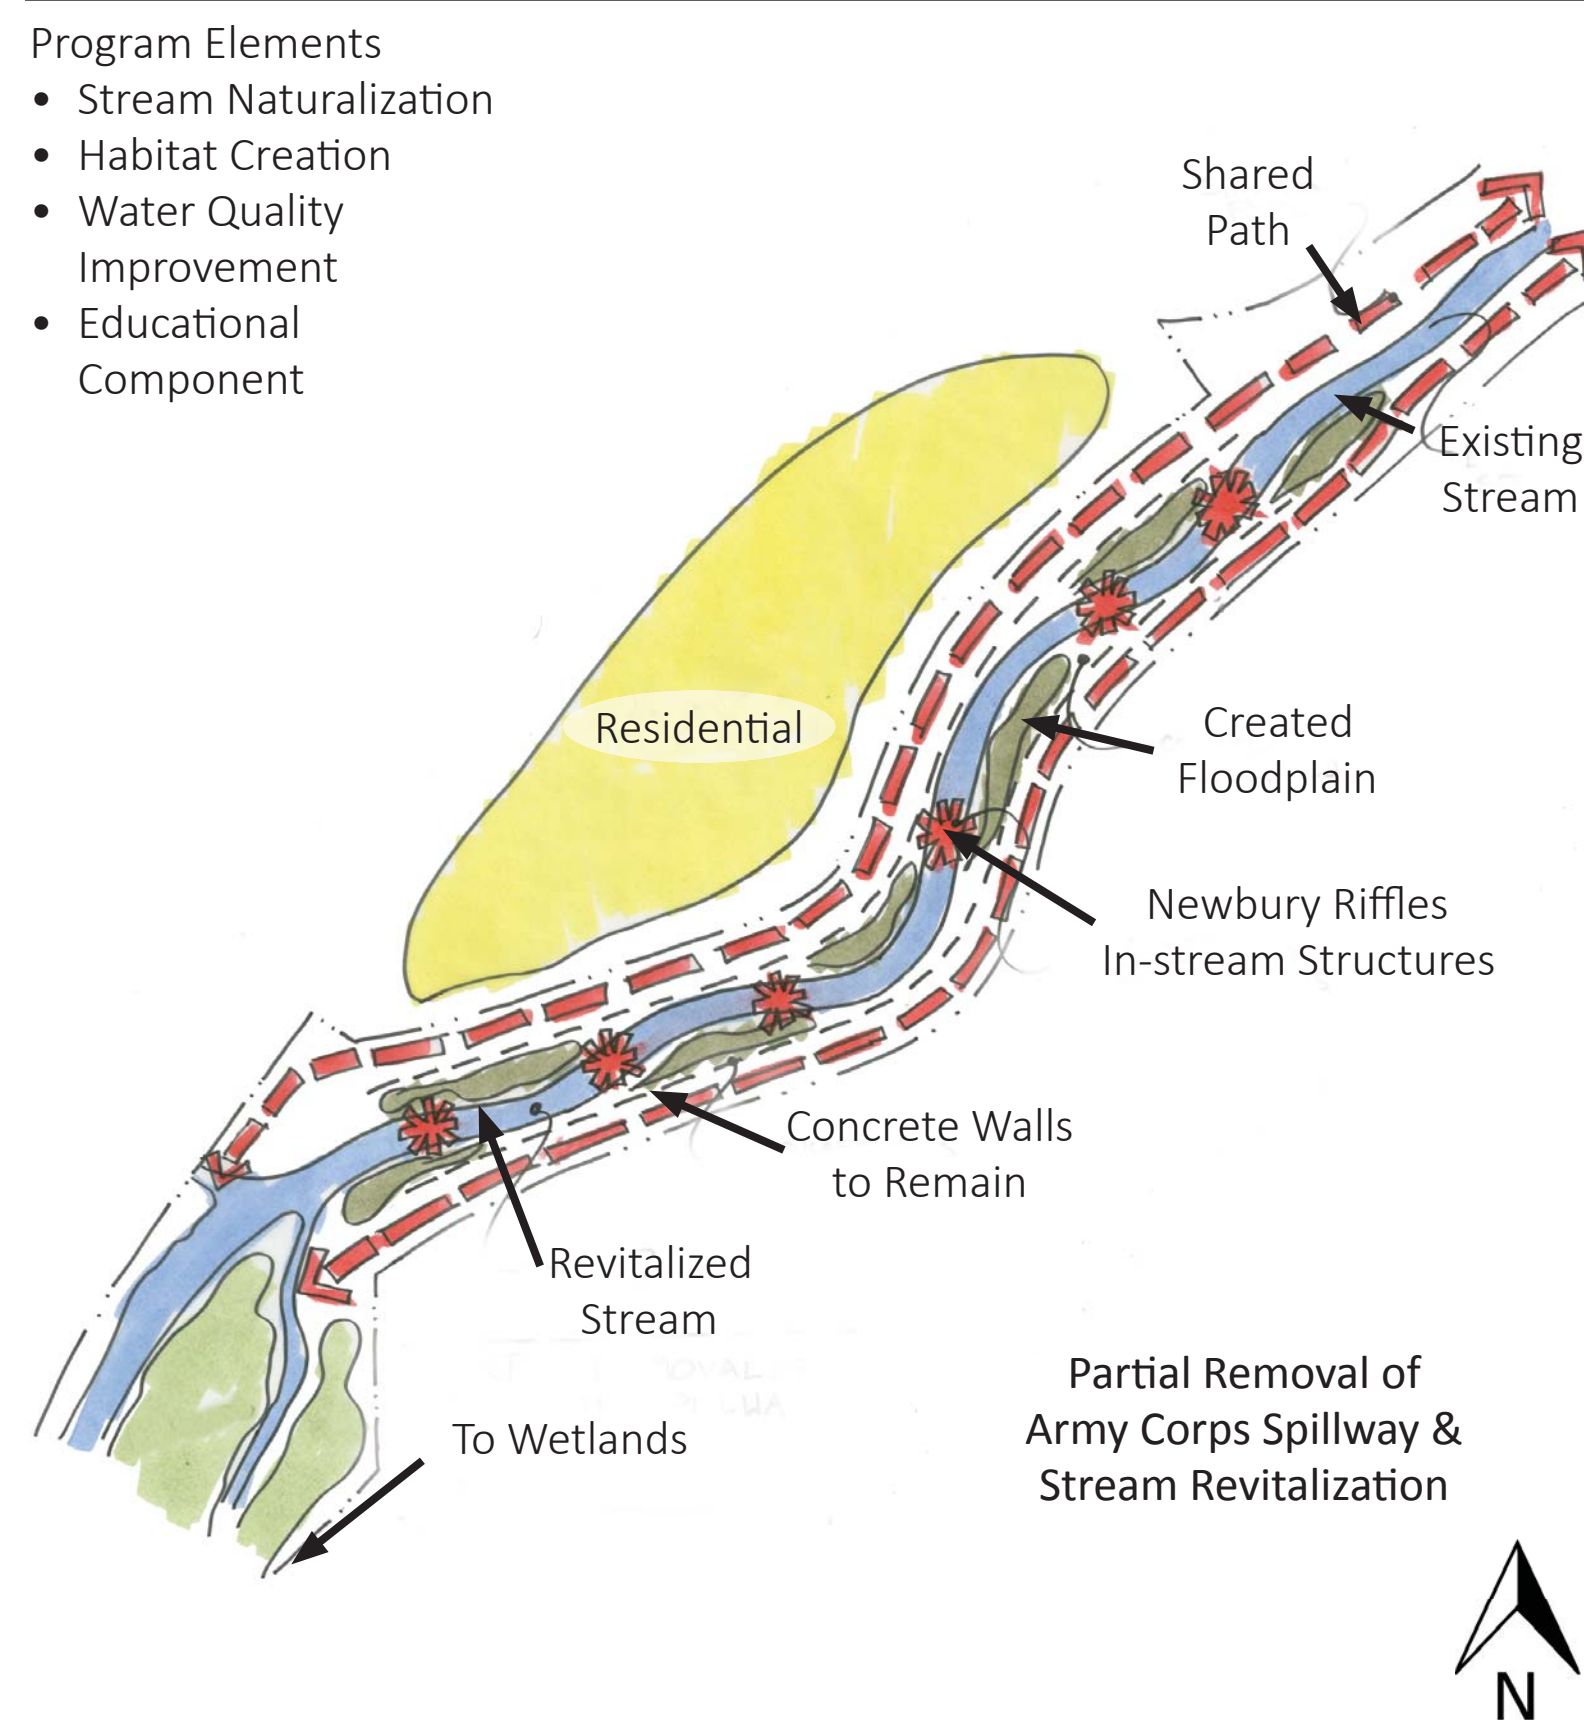 Program Elements
• Stream Naturalization
• Habitat Creation
• Water Quality
Improvement
• Educational
Component
Shared
Path
Existing
Stream
Residential
Created
Floodplain
Newbury Riffles
In-stream Structures
Concrete Walls
to Remain
Revitalized
Stream
To Wetlands
Partial Removal of
Army Corps Spillway &
Stream Revitalization
N